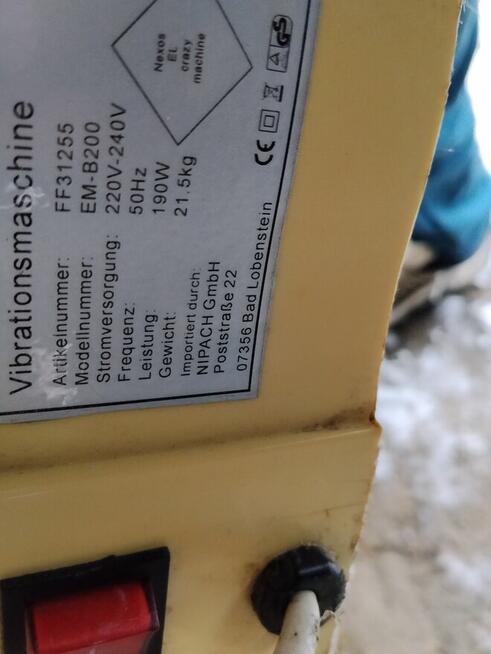 Vibrationsmaschine
Artikelnummer: FF31255
Modellnummer: EM-B200
Stromversorgung: 220V-240V
Frequenz: 50Hz
Leistung: 190W
Gewicht: 21.5kg
Importiert durch:
NIPACH GmbH
Poststraße 22
07356 Bad Lobenstein
Nexos
EL
crazy
machine
CE
GS